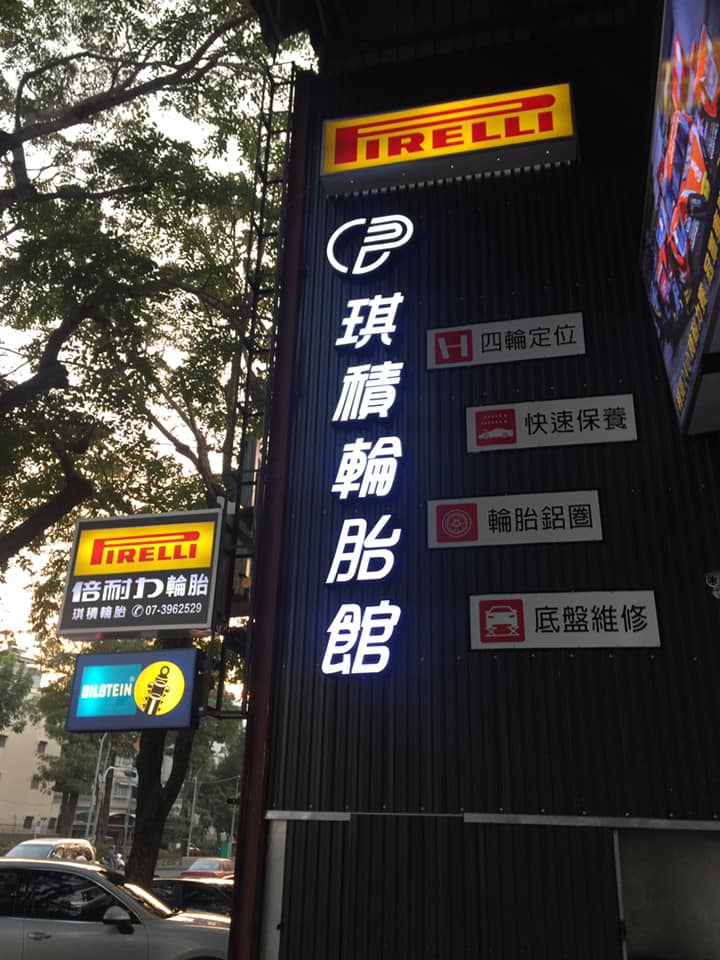 PIRELLI
琪積輪胎館
四輪定位
快速保養
輪胎鋁圈
底盤維修
PIRELLI
倍耐力輪胎
琪積輪胎 ✆ 07-3962529
BILSTEIN®